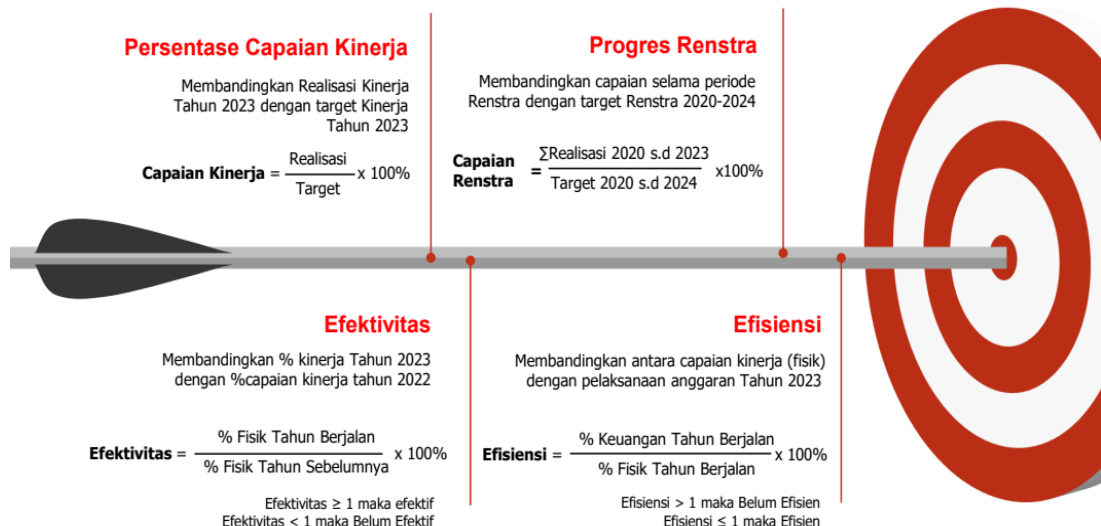 Persentase Capaian Kinerja
Membandingkan Realisasi Kinerja
Tahun 2023 dengan target Kinerja
Tahun 2023
Capaian Kinerja = Realisasi / Target x 100%
Progres Renstra
Membandingkan capaian selama periode
Renstra dengan target Renstra 2020-2024
Capaian Renstra = ∑Realisasi 2020 s.d 2023 / Target 2020 s.d 2024 x100%
Efektivitas
Membandingkan % kinerja Tahun 2023
dengan %capaian kinerja tahun 2022
Efektivitas = % Fisik Tahun Berjalan / % Fisik Tahun Sebelumnya x 100%
Efektivitas ≥ 1 maka efektif
Efektivitas < 1 maka Belum Efektif
Efisiensi
Membandingkan antara capaian kinerja (fisik)
dengan pelaksanaan anggaran Tahun 2023
Efisiensi = % Keuangan Tahun Berjalan / % Fisik Tahun Berjalan x 100%
Efisiensi > 1 maka Belum Efisien
Efisiensi ≤ 1 maka Efisien